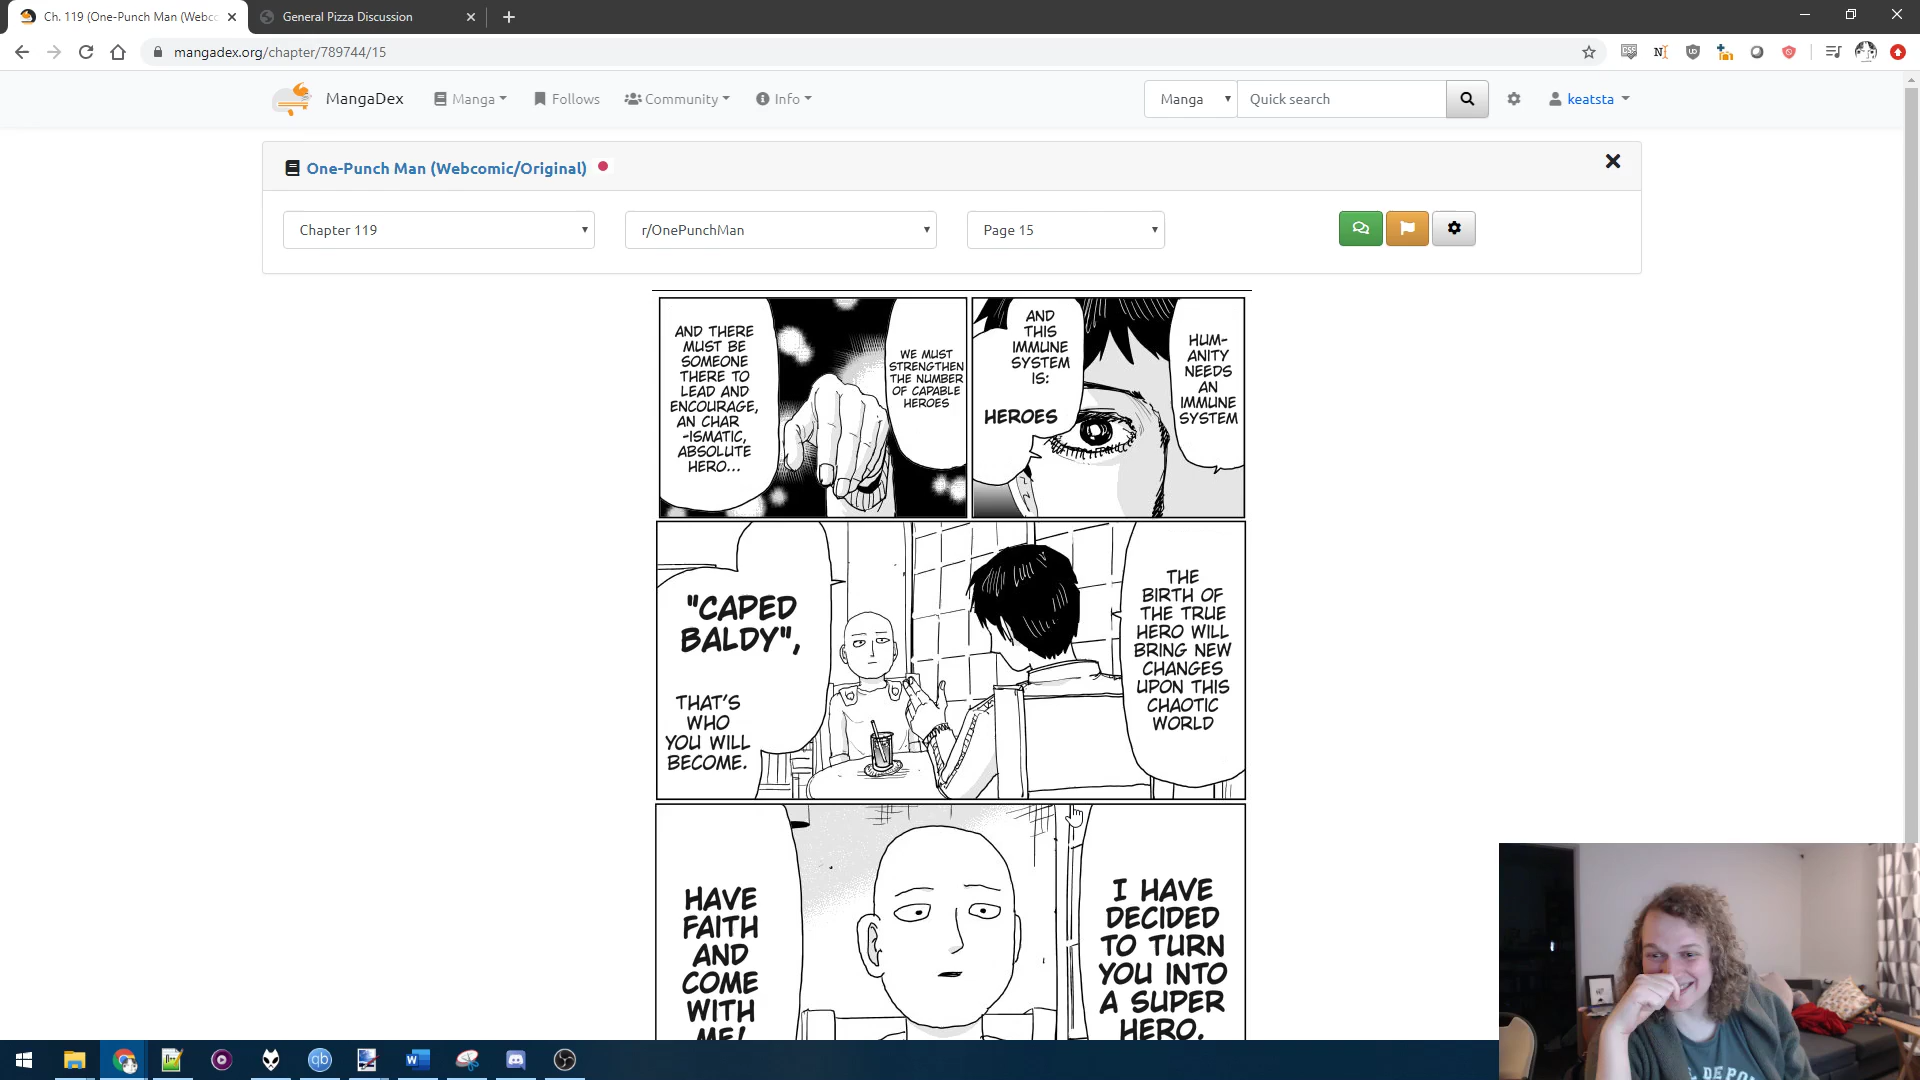 Ch. 119 (One-Punch Man (Webco
General Pizza Discussion
mangadex.org/chapter/789744/15
MangaDex
Manga
Follows
Community
Info
Manga
Quick search
keatsta
One-Punch Man (Webcomic/Original)
Chapter 119
r/OnePunchMan
Page 15
HUM-
ANITY
NEEDS
AN
IMMUNE
SYSTEM
AND
THIS
IMMUNE
SYSTEM
IS:
HEROES
WE MUST
STRENGTHEN
THE NUMBER
OF CAPABLE
HEROES
AND THERE
MUST BE
SOMEONE
THERE TO
LEAD AND
ENCOURAGE,
AN CHAR
-ISMATIC,
ABSOLUTE
HERO...
THE
BIRTH OF
THE TRUE
HERO WILL
BRING NEW
CHANGES
UPON THIS
CHAOTIC
WORLD
"CAPED
BALDY",
THAT'S
WHO
YOU WILL
BECOME.
I HAVE
DECIDED
TO TURN
YOU INTO
A SUPER
HERO.
HAVE
FAITH
AND
COME
WITH
ME!